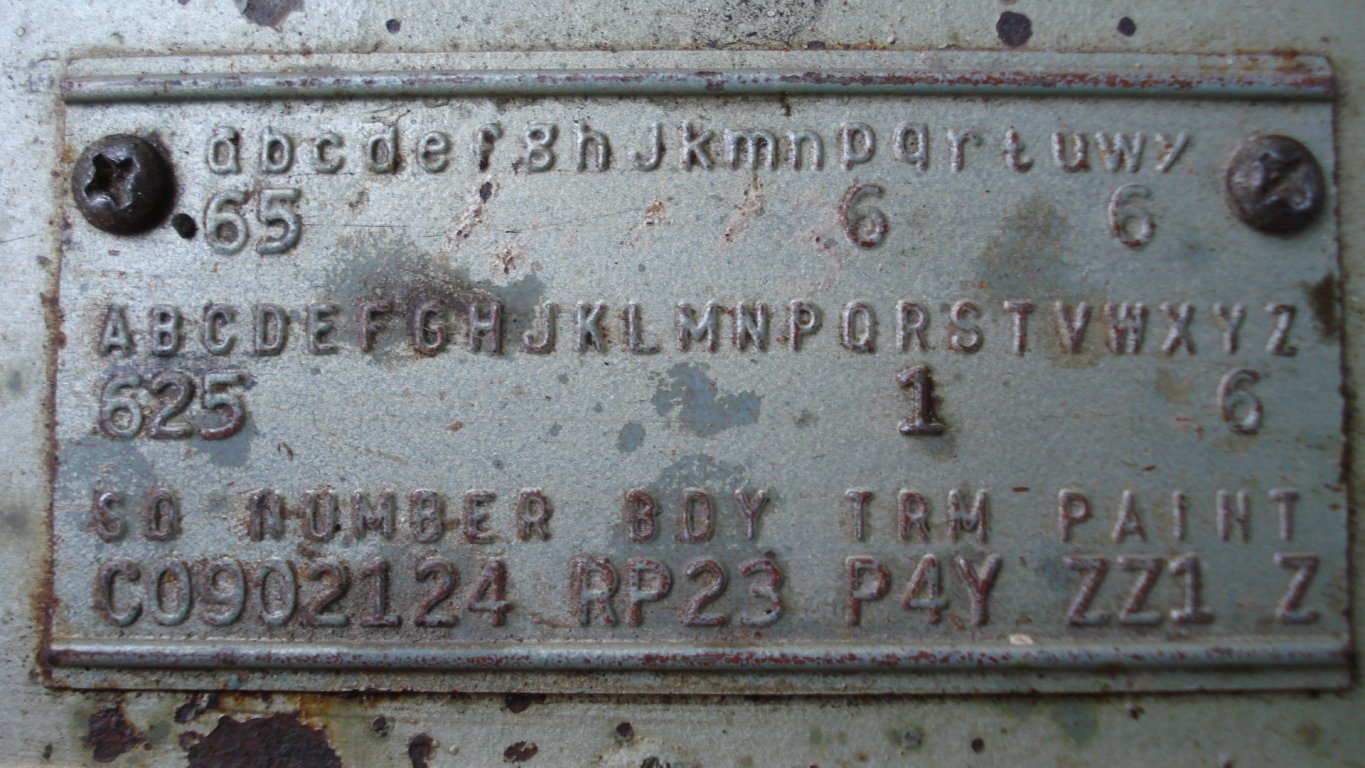 abcdefghJkmnpqrtuwy
65 6 6
ABCDEFGHJKLMNPQRSTVWXYZ
625 1 6
SO NUMBER BDY TRM PAINT
C0902124 RP23 P4Y ZZ1 Z